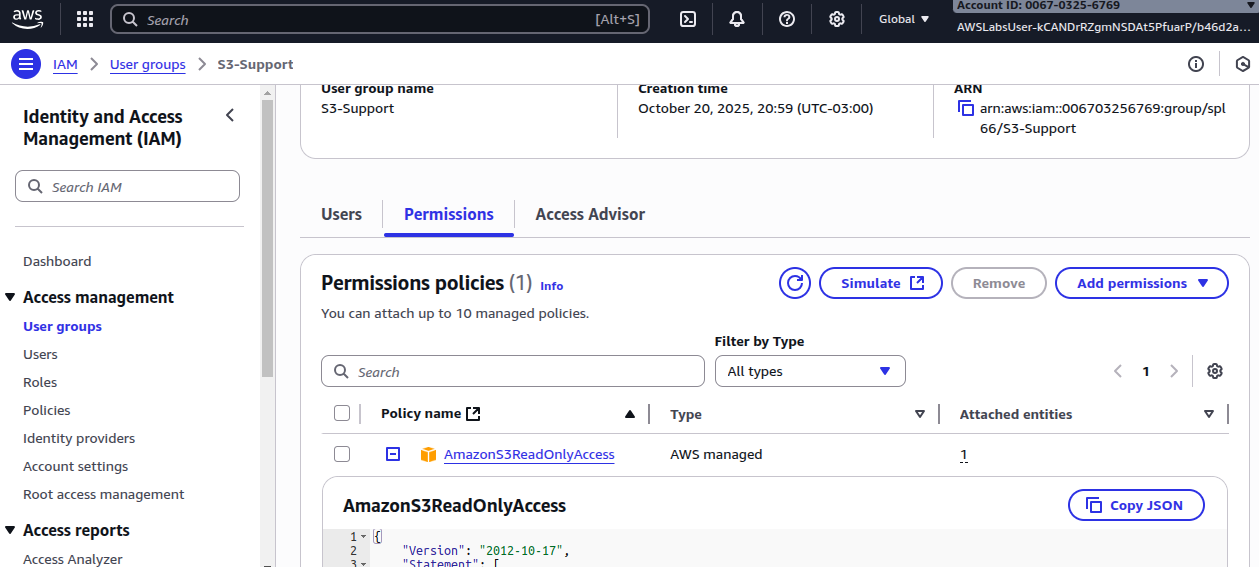 aws
Search [Alt+S]
Global
Account ID: 0067-0325-6769
AWSLabsUser-kCANDrRZgmNSDAt5PfuarP/b46d2a...
IAM User groups S3-Support
Identity and Access
Management (IAM)
Search IAM
Dashboard
Access management
User groups
Users
Roles
Policies
Identity providers
Account settings
Root access management
Access reports
Access Analyzer
User group name
S3-Support
Creation time
October 20, 2025, 20:59 (UTC-03:00)
ARN
arn:aws:iam::006703256769:group/spl
66/S3-Support
Users Permissions Access Advisor
Permissions policies (1) Info
Simulate Remove Add permissions
You can attach up to 10 managed policies.
Filter by Type
Search All types 1
Policy name Type Attached entities
AmazonS3ReadOnlyAccess AWS managed 1
AmazonS3ReadOnlyAccess Copy JSON
1 {
2 "Version": "2012-10-17",
3 "Statement": [